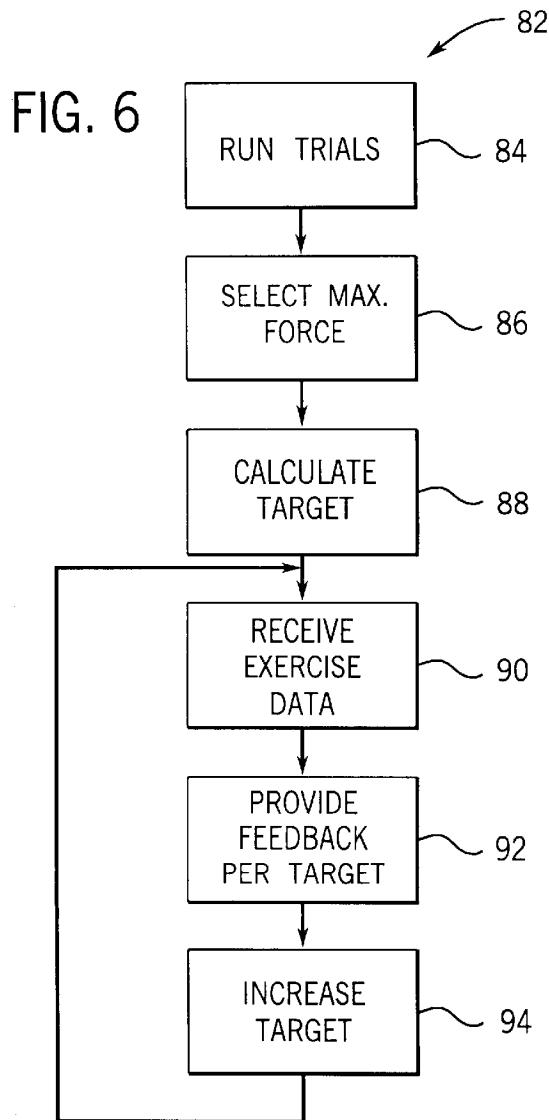 82
FIG. 6
RUN TRIALS
84
SELECT MAX.
FORCE
86
CALCULATE
TARGET
88
RECEIVE
EXERCISE
DATA
90
PROVIDE
FEEDBACK
PER TARGET
92
INCREASE
TARGET
94